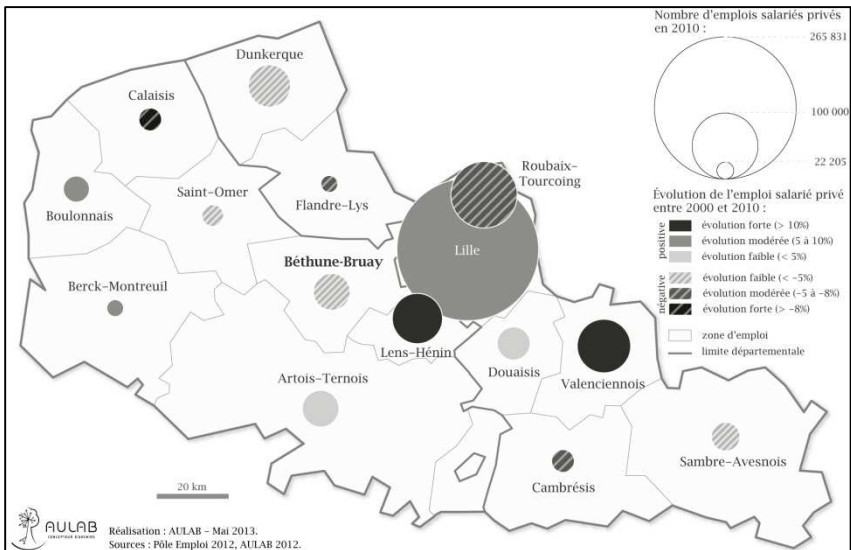 Nombre d'emplois salariés privés
en 2010 :
265 831
100 000
22 205
Évolution de l'emploi salarié privé
entre 2000 et 2010 :
positive
évolution forte (> 10%)
évolution modérée (5 à 10%)
évolution faible (< 5%)
négative
évolution faible (< -5%)
évolution modérée (-5 à -8%)
évolution forte (> -8%)
zone d'emploi
limite départementale
Dunkerque
Calaisis
Roubaix-
Tourcoing
Saint-Omer
Flandre-Lys
Boulonnais
Lille
Béthune-Bruay
Berck-Montreuil
Lens-Hénin
Douaisis
Valenciennois
Artois-Ternois
Sambre-Avesnois
Cambrésis
20 km
AULAB
Réalisation : AULAB - Mai 2013.
Sources : Pôle Emploi 2012, AULAB 2012.